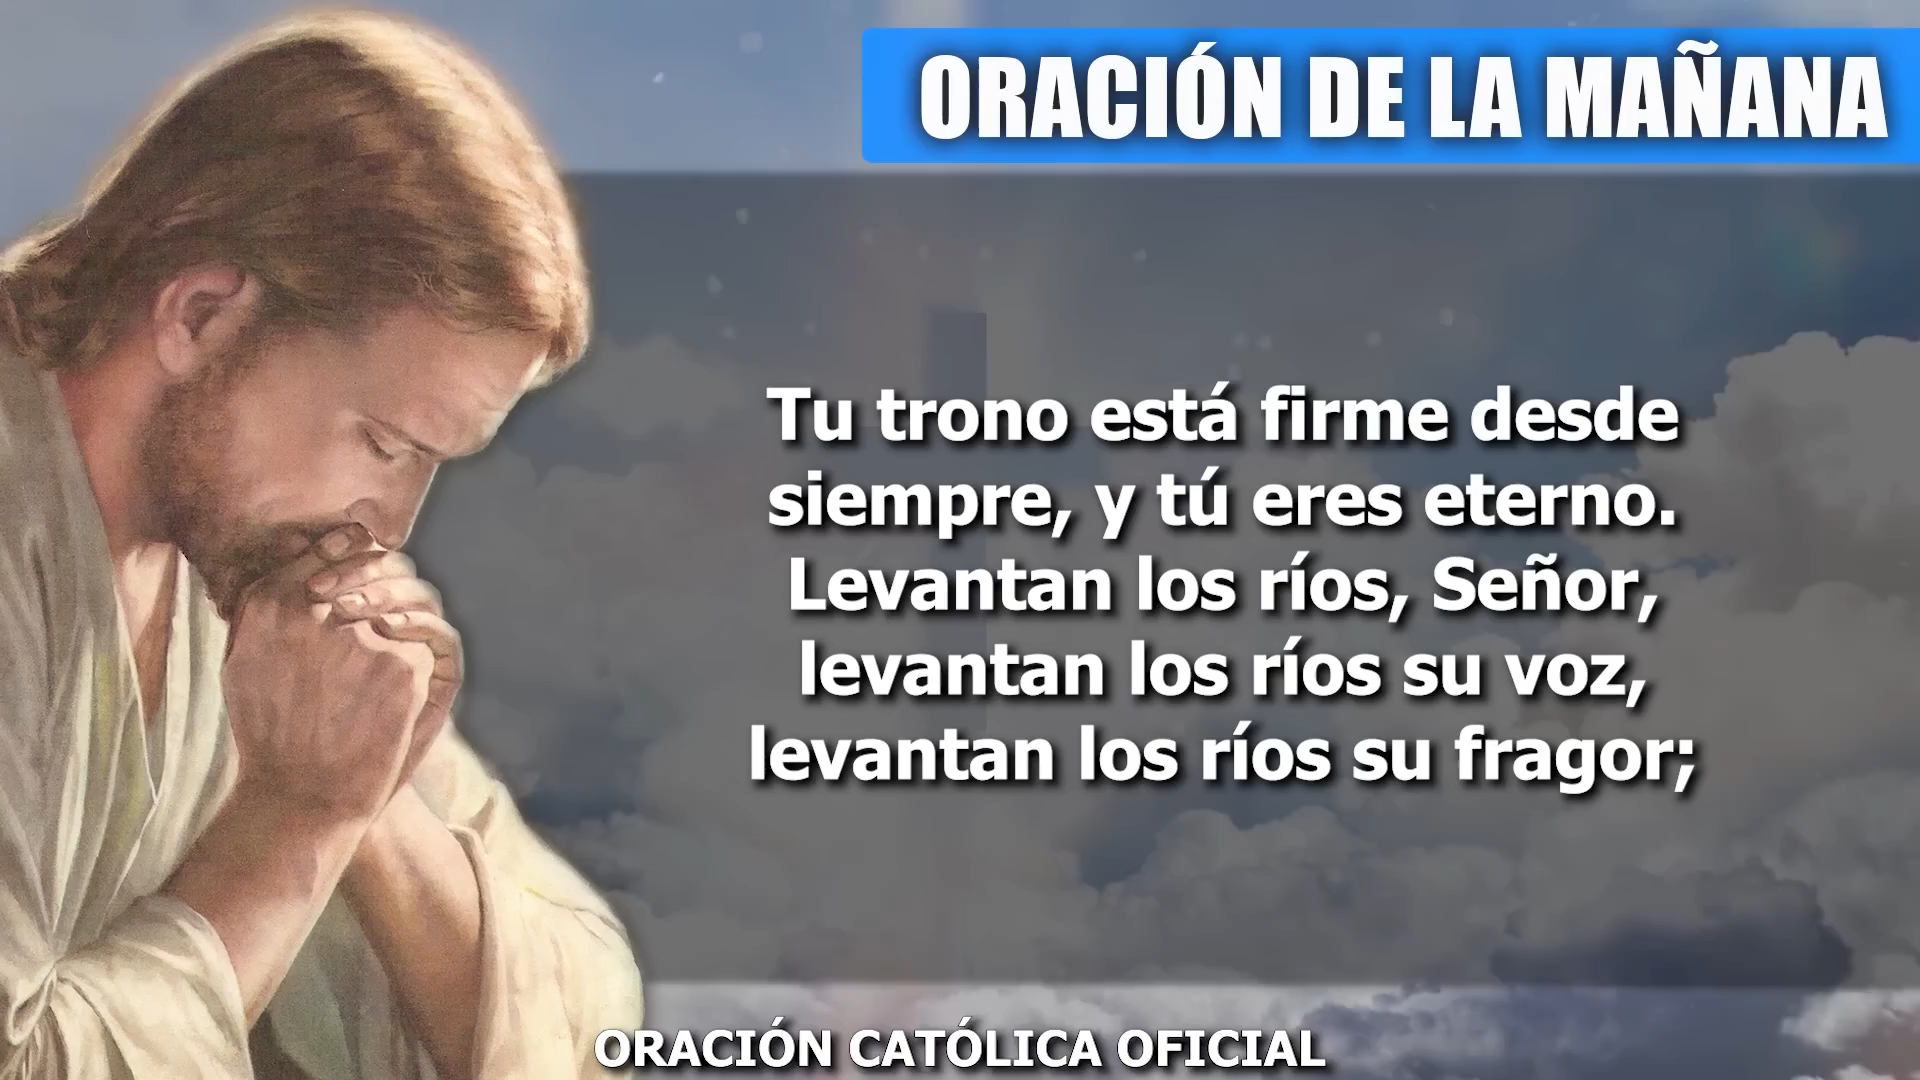 ORACIÓN DE LA MAÑANA
Tu trono está firme desde
siempre, y tú eres eterno.
Levantan los ríos, Señor,
levantan los ríos su voz,
levantan los ríos su fragor;
ORACIÓN CATÓLICA OFICIAL